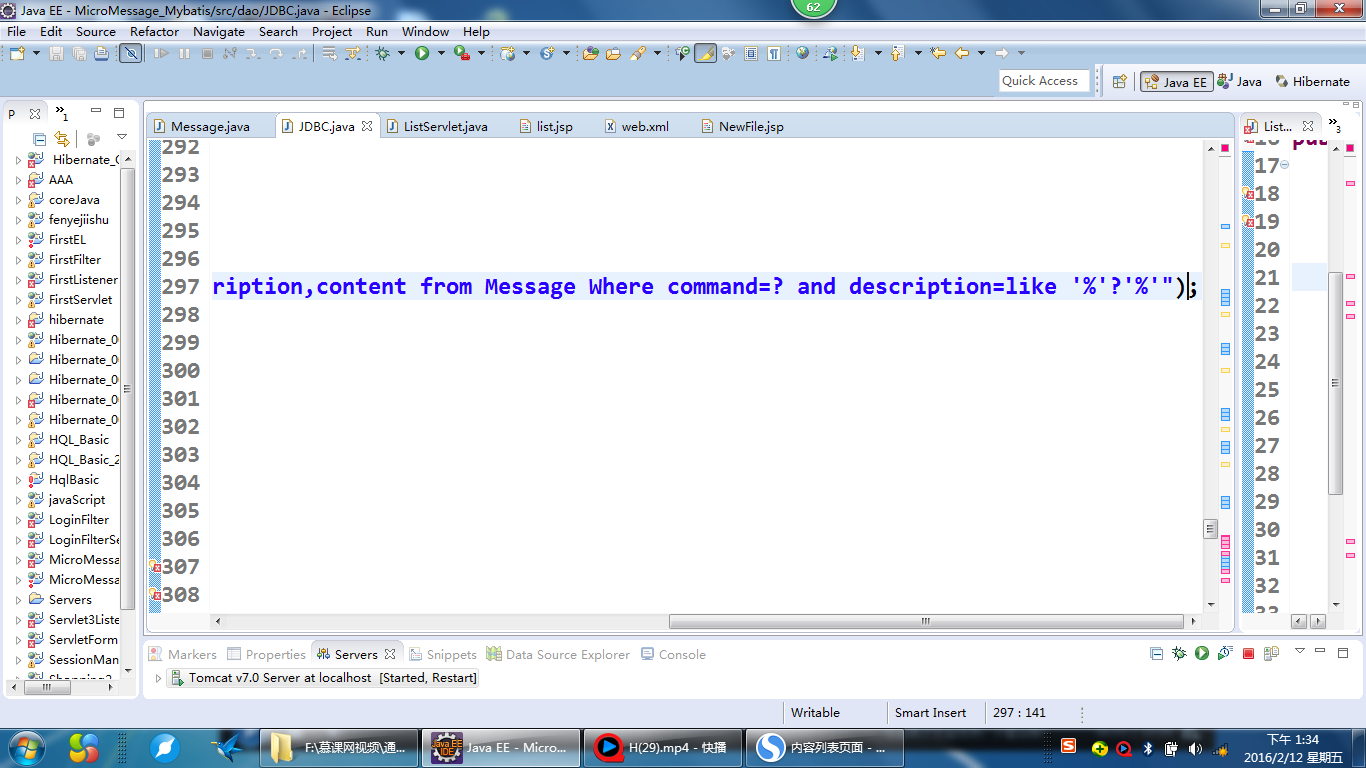 Java EE - MicroMessage_Mybatis/src/dao/JDBC.java - Eclipse
62
File Edit Source Refactor Navigate Search Project Run Window Help
Quick Access
Java EE
Java
Hibernate
P
1
Message.java
JDBC.java
ListServlet.java
list.jsp
web.xml
NewFile.jsp
List...
3
Hibernate_
AAA
coreJava
fenyejishu
FirstEL
FirstFilter
FirstListener
FirstServlet
hibernate
Hibernate_0
Hibernate_0
Hibernate_0
Hibernate_0
Hibernate_0
HQL_Basic
HQL_Basic_2
HqlBasic
javaScript
LoginFilter
LoginFilterSe
MicroMessa
MicroMessa
Servers
Servlet3Liste
ServletForm
SessionMan
292
293
294
295
296
297 ription,content from Message Where command=? and description=like '%'?'%'");
298
299
300
301
302
303
304
305
306
307
308
pu
17
18
19
20
21
22
23
24
25
26
27
28
29
30
31
32
33
Markers
Properties
Servers
Snippets
Data Source Explorer
Console
Tomcat v7.0 Server at localhost [Started, Restart]
Writable
Smart Insert
297 : 141
F:\慕课网视频\通...
Java EE - Micro...
H(29).mp4 - 快播
内容列表页面 - ...
下午 1:34
2016/2/12 星期五